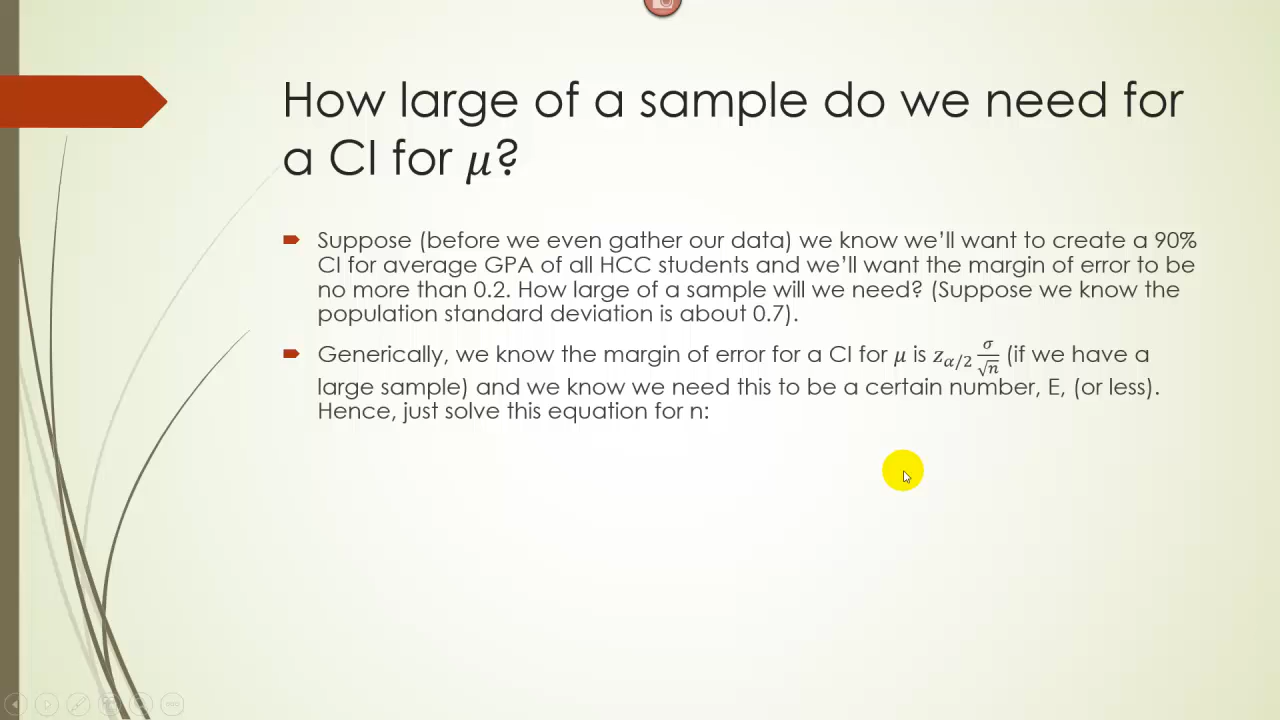 How large of a sample do we need for
a CI for 𝜇?
Suppose (before we even gather our data) we know we’ll want to create a 90%
CI for average GPA of all HCC students and we’ll want the margin of error to be
no more than 0.2. How large of a sample will we need? (Suppose we know the
population standard deviation is about 0.7).
Generically, we know the margin of error for a CI for 𝜇 is 𝑧𝛼/2 𝜎/√𝑛 (if we have a
large sample) and we know we need this to be a certain number, E, (or less).
Hence, just solve this equation for n: